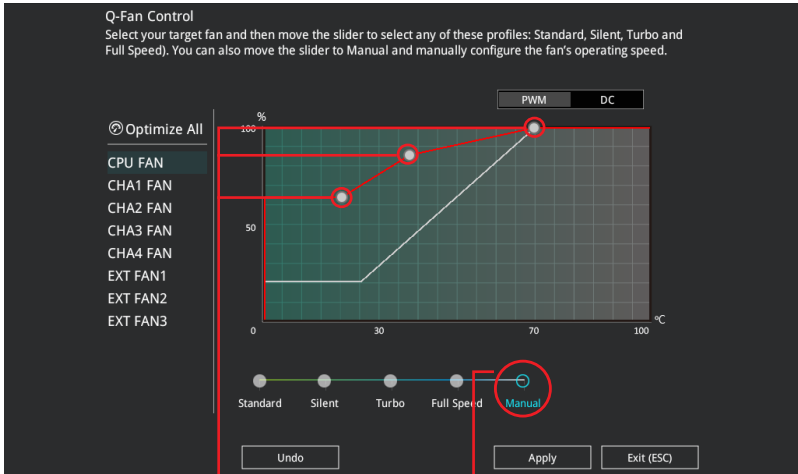 Q-Fan Control
Select your target fan and then move the slider to select any of these profiles: Standard, Silent, Turbo and
Full Speed). You can also move the slider to Manual and manually configure the fan's operating speed.
PWM DC
Optimize All
CPU FAN
CHA1 FAN
CHA2 FAN
CHA3 FAN
CHA4 FAN
EXT FAN1
EXT FAN2
EXT FAN3
%
100
50
0 30 70 100
ºC
Standard Silent Turbo Full Speed Manual
Undo Apply Exit (ESC)